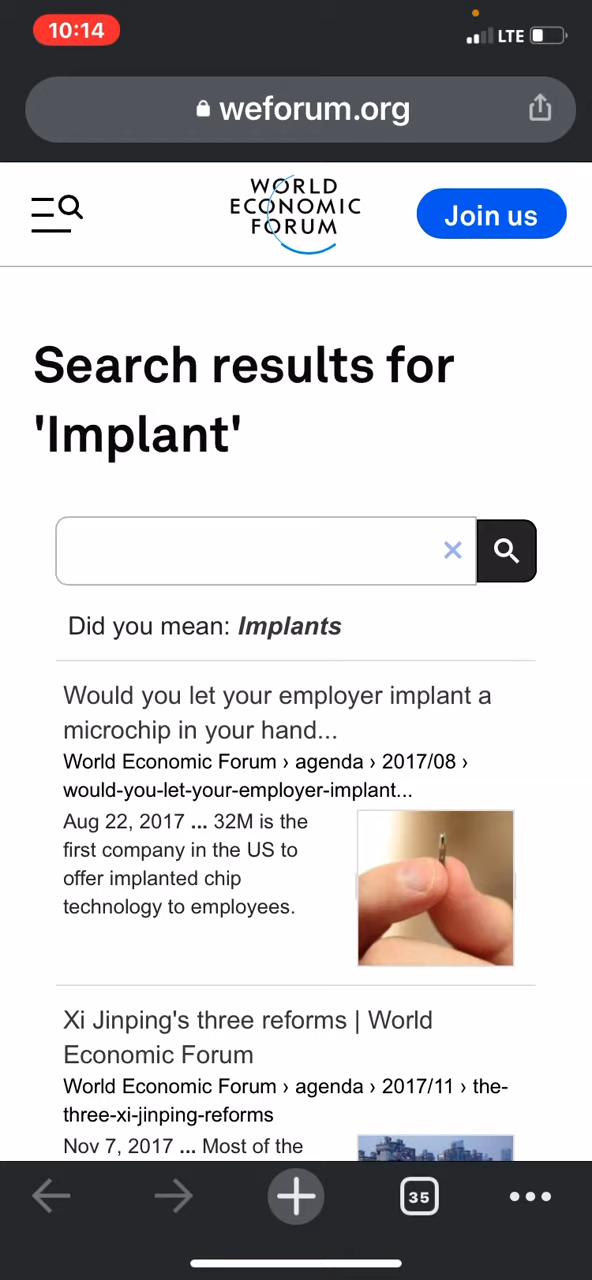 10:14
LTE
weforum.org
WORLD
ECONOMIC
FORUM
Join us
Search results for
'Implant'
Did you mean: Implants
Would you let your employer implant a
microchip in your hand...
World Economic Forum › agenda › 2017/08 ›
would-you-let-your-employer-implant...
Aug 22, 2017 ... 32M is the
first company in the US to
offer implanted chip
technology to employees.
Xi Jinping's three reforms | World
Economic Forum
World Economic Forum › agenda › 2017/11 › the-
three-xi-jinping-reforms
Nov 7, 2017 ... Most of the
35